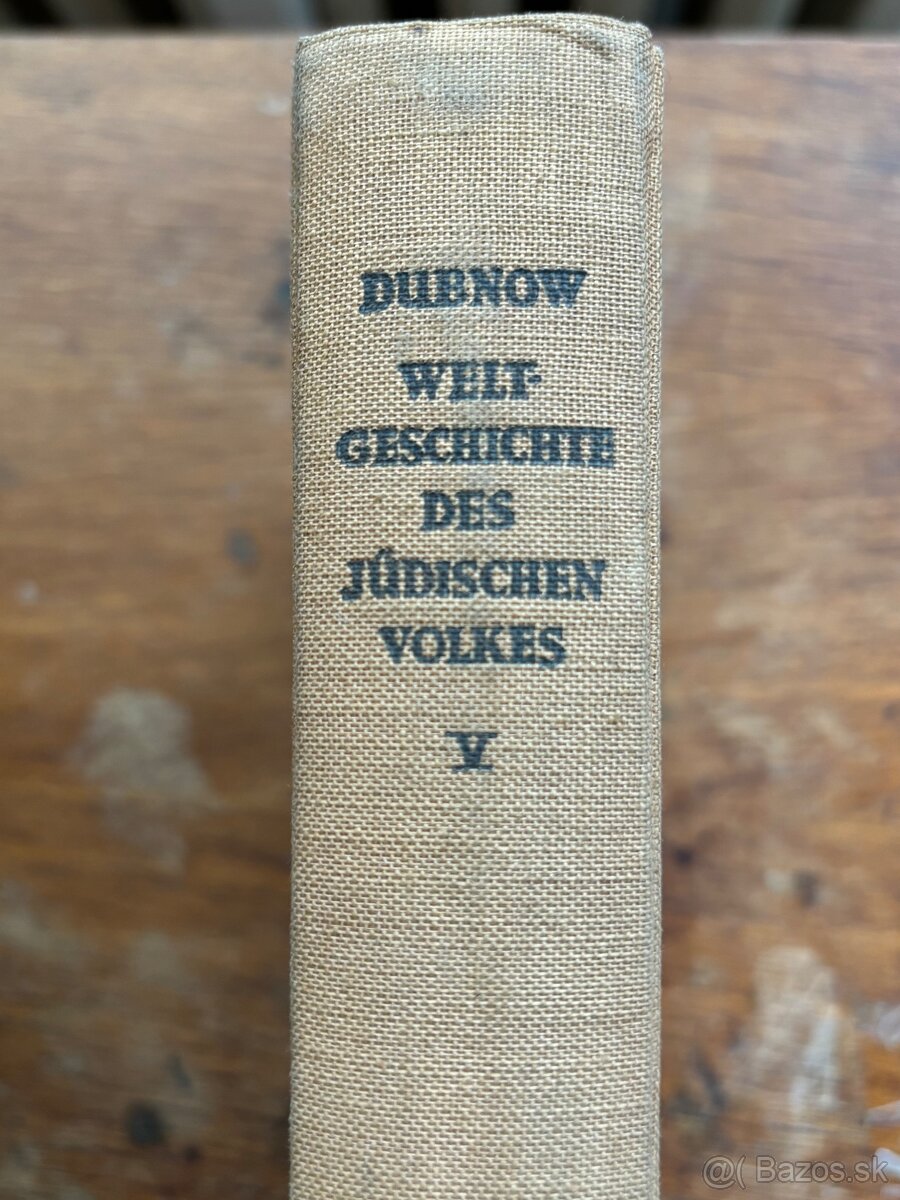 DUBNOW
WELT-
GESCHICHTE
DES
JÜDISCHEN
VOLKES
V
@( Bazos.sk